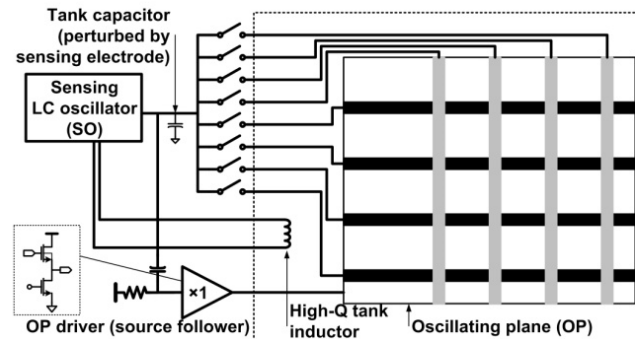 Tank capacitor
(perturbed by
sensing electrode)
Sensing
LC oscillator
(SO)
×1
OP driver (source follower)
High-Q tank
inductor
Oscillating plane (OP)